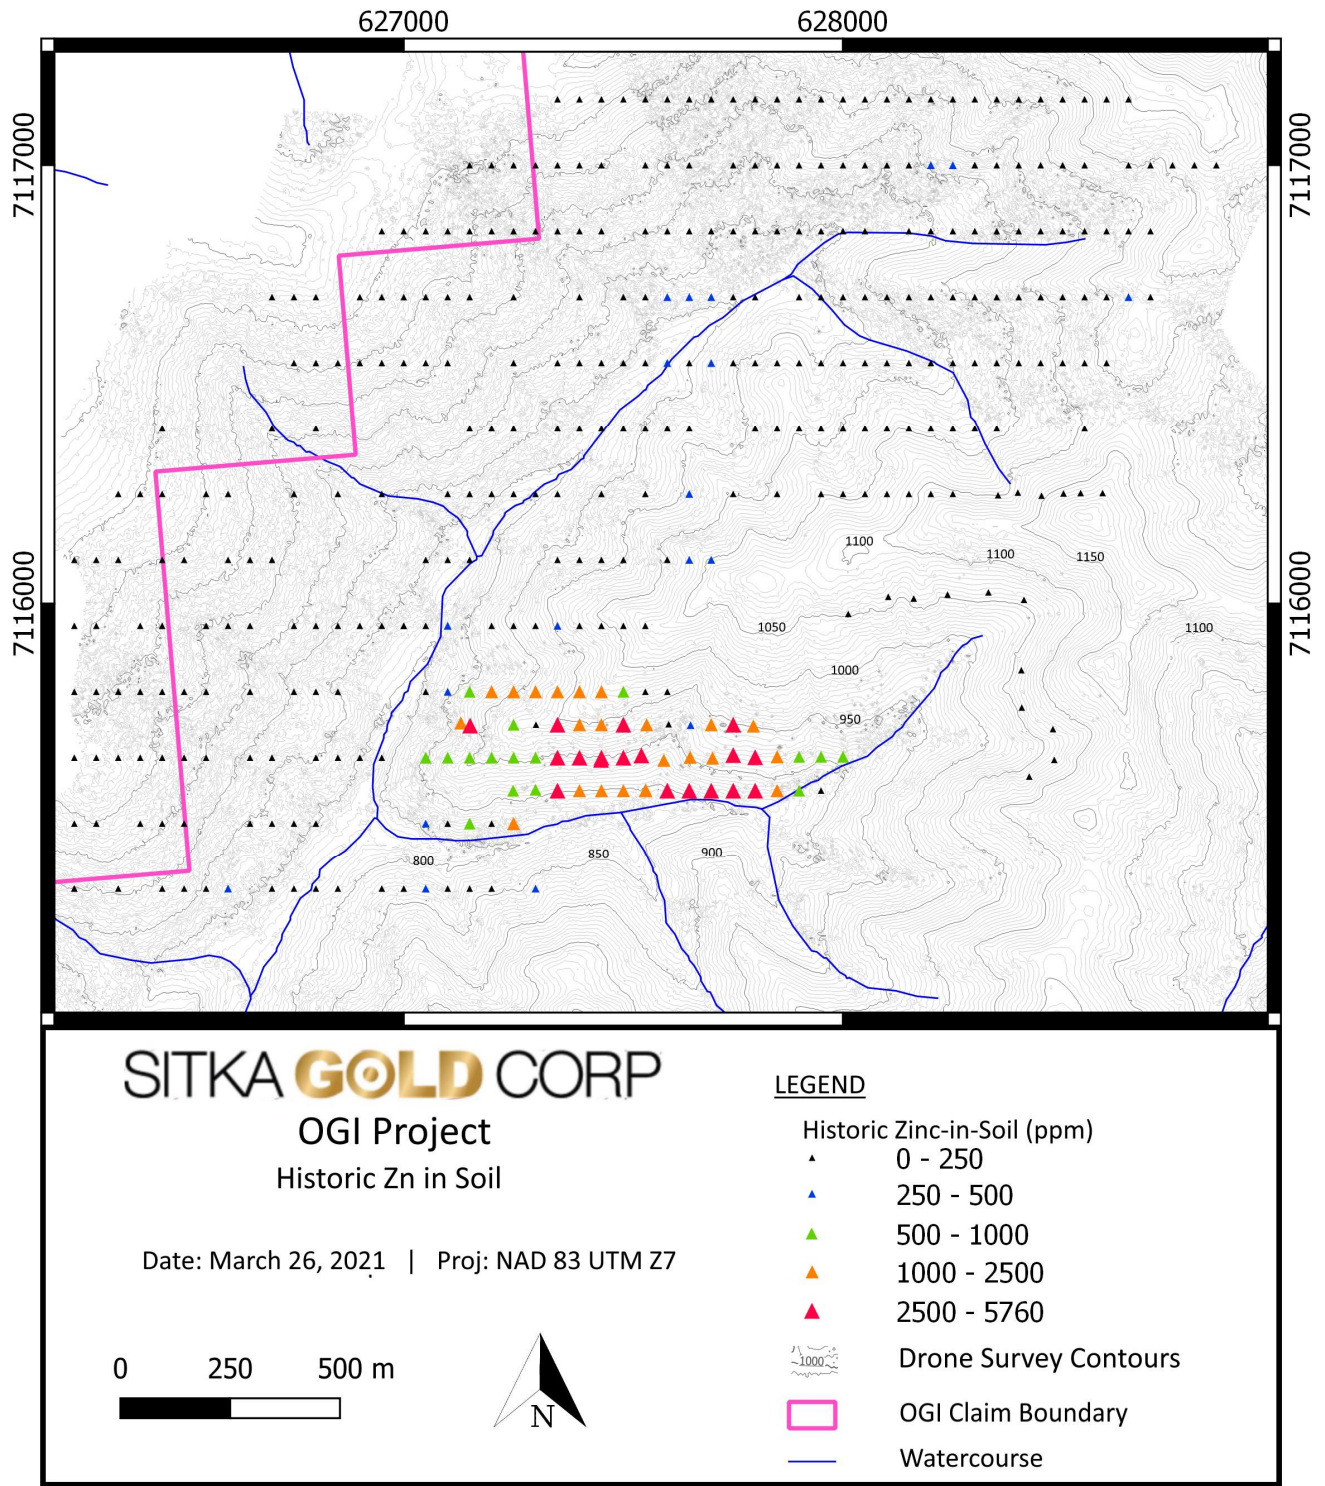 627000 628000
7117000 7117000
1100 1100 1150
7116000 7116000
1050 1100
1000
950
800 850 900
SITKA GOLD CORP
OGI Project
Historic Zn in Soil
Date: March 26, 2021 | Proj: NAD 83 UTM Z7
0 250 500 m
N
LEGEND
Historic Zinc-in-Soil (ppm)
0 - 250
250 - 500
500 - 1000
1000 - 2500
2500 - 5760
1000 Drone Survey Contours
OGI Claim Boundary
Watercourse